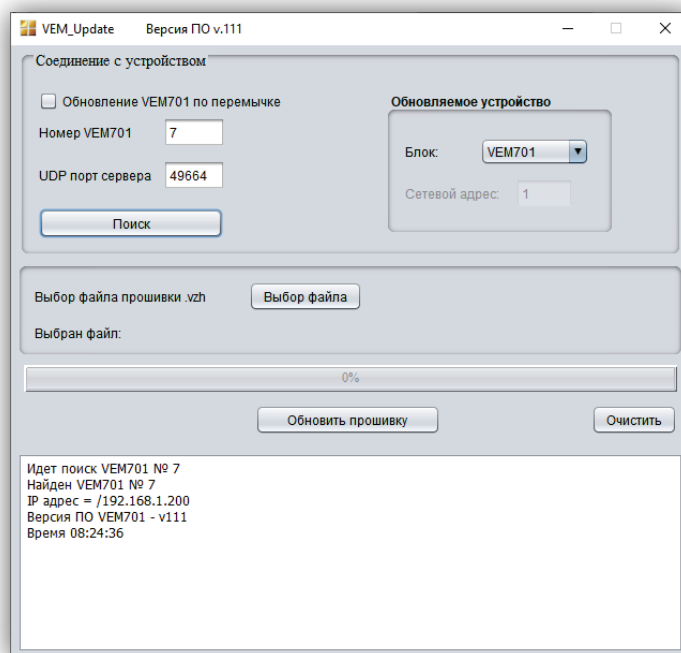 VEM_Update Версия ПО v.111
Соединение с устройством
Обновление VEM701 по перемычке
Номер VEM701 7
UDP порт сервера 49664
Поиск
Обновляемое устройство
Блок: VEM701
Сетевой адрес: 1
Выбор файла прошивки .vzh Выбор файла
Выбран файл:
0%
Обновить прошивку Очистить
Идет поиск VEM701 № 7
Найден VEM701 № 7
IP адрес = /192.168.1.200
Версия ПО VEM701 - v111
Время 08:24:36